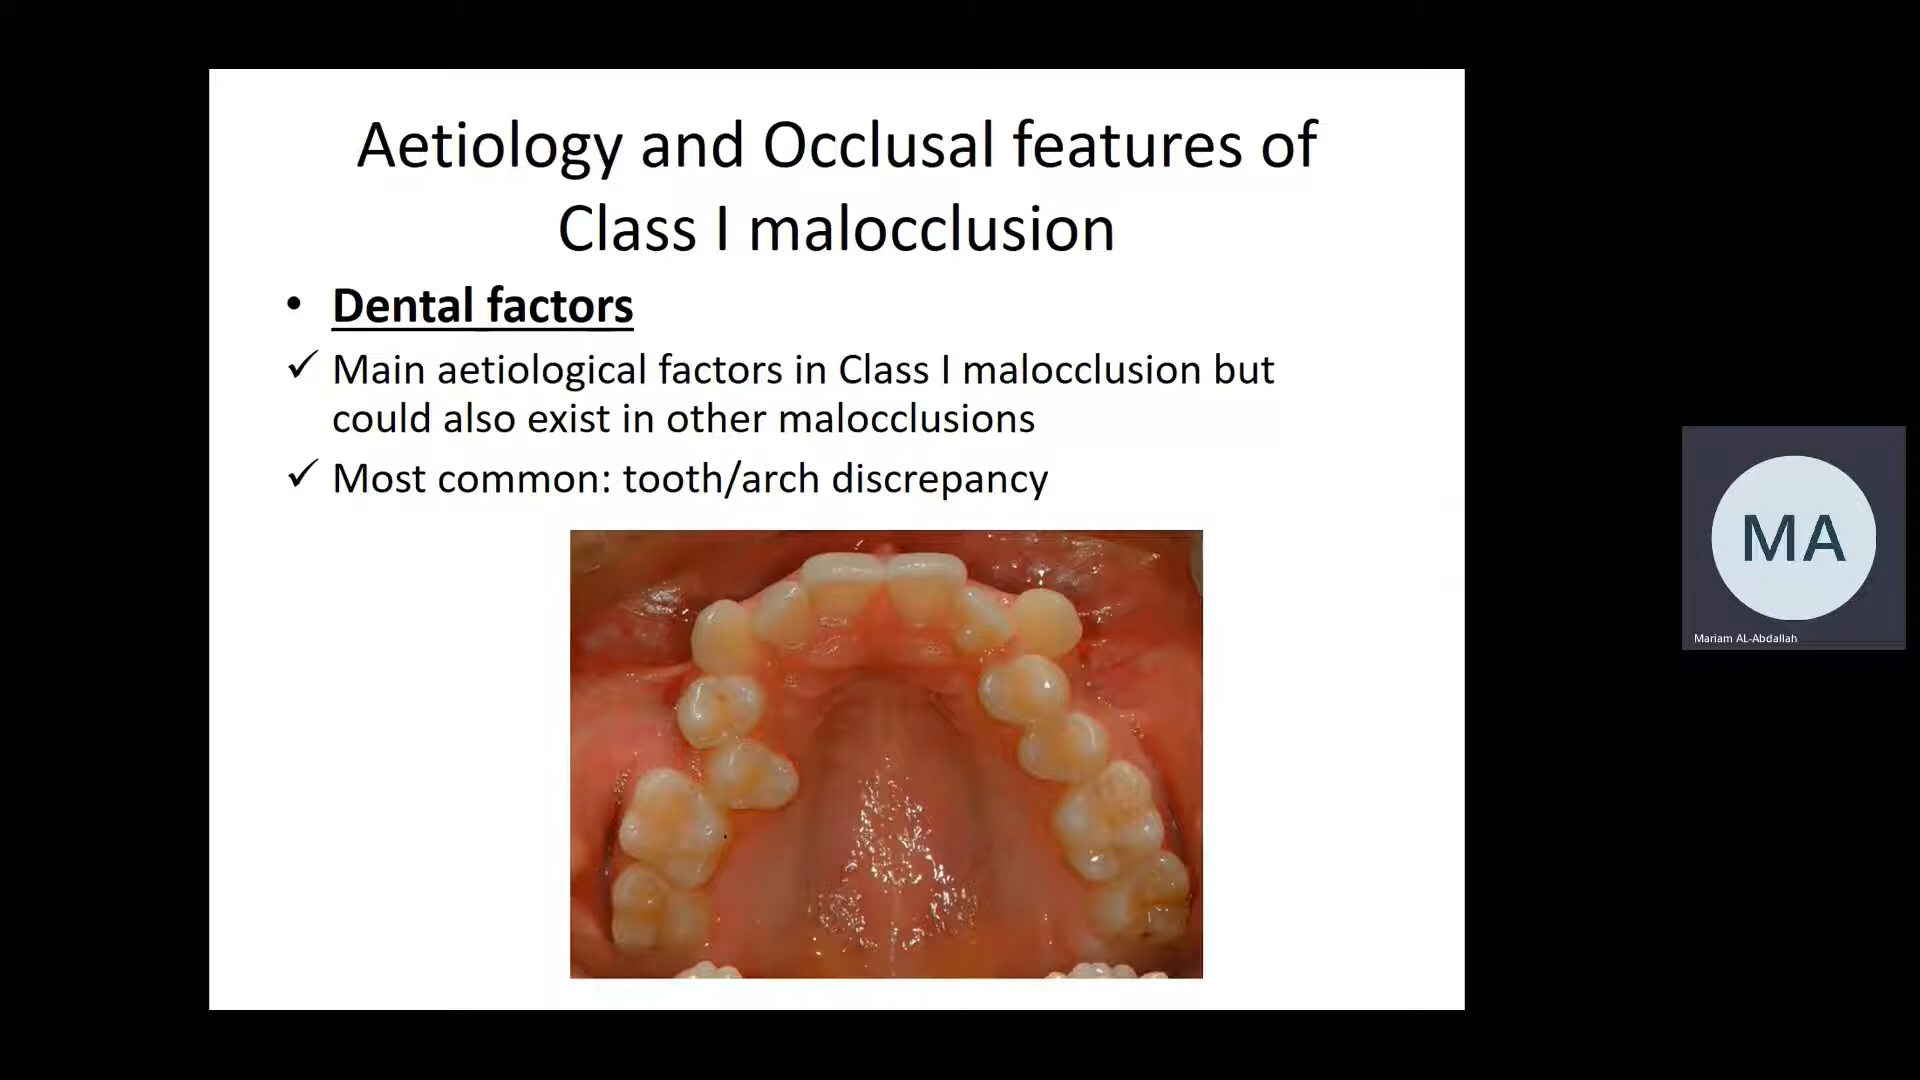 Aetiology and Occlusal features of
Class I malocclusion
• Dental factors
✓ Main aetiological factors in Class I malocclusion but
could also exist in other malocclusions
✓ Most common: tooth/arch discrepancy
MA
Mariam AL-Abdallah